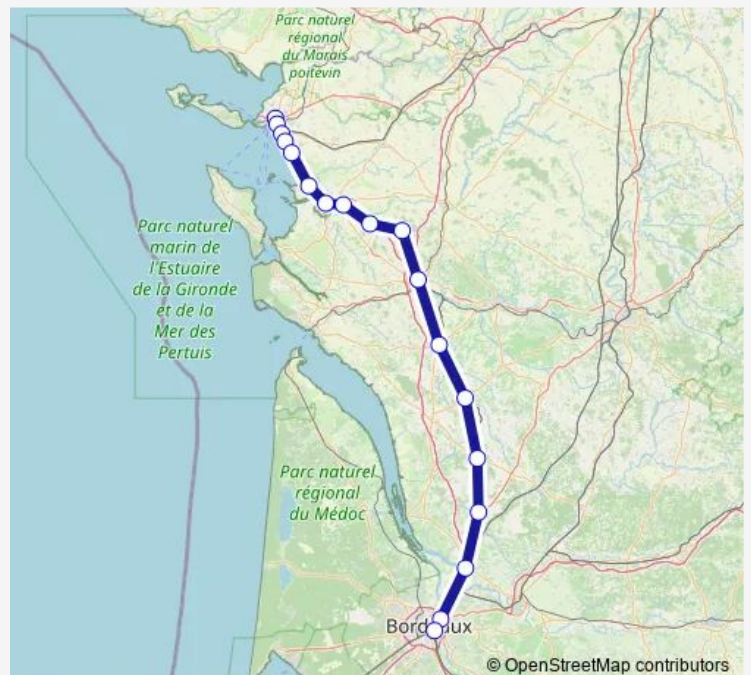 Parc naturel
régional
du Marais
poitevin
Parc naturel
marin de
l'Estuaire
de la Gironde
et de la
Mer des
Pertuis
Parc naturel
régional
du Médoc
© OpenStreetMap contributors